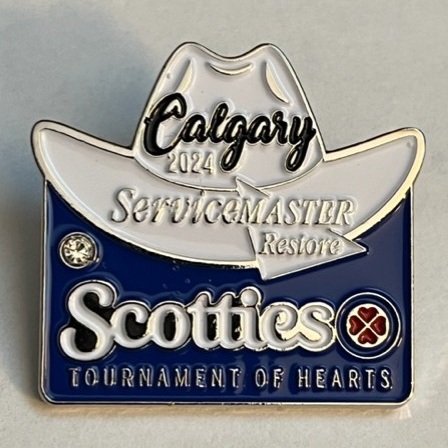 Calgary
2024
ServiceMASTER
Restore
Scotties
TOURNAMENT OF HEARTS